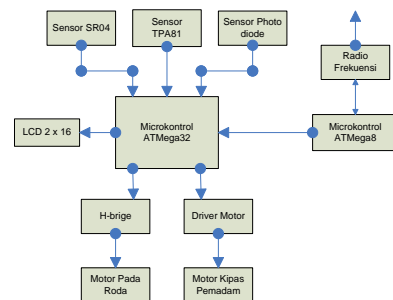 Sensor SR04
Sensor
TPA81
Sensor Photo
diode
Radio
Frekuensi
LCD 2 x 16
Microkontrol
ATMega32
Mikrokontrol
ATMega8
H-brige
Driver Motor
Motor Pada
Roda
Motor Kipas
Pemadam